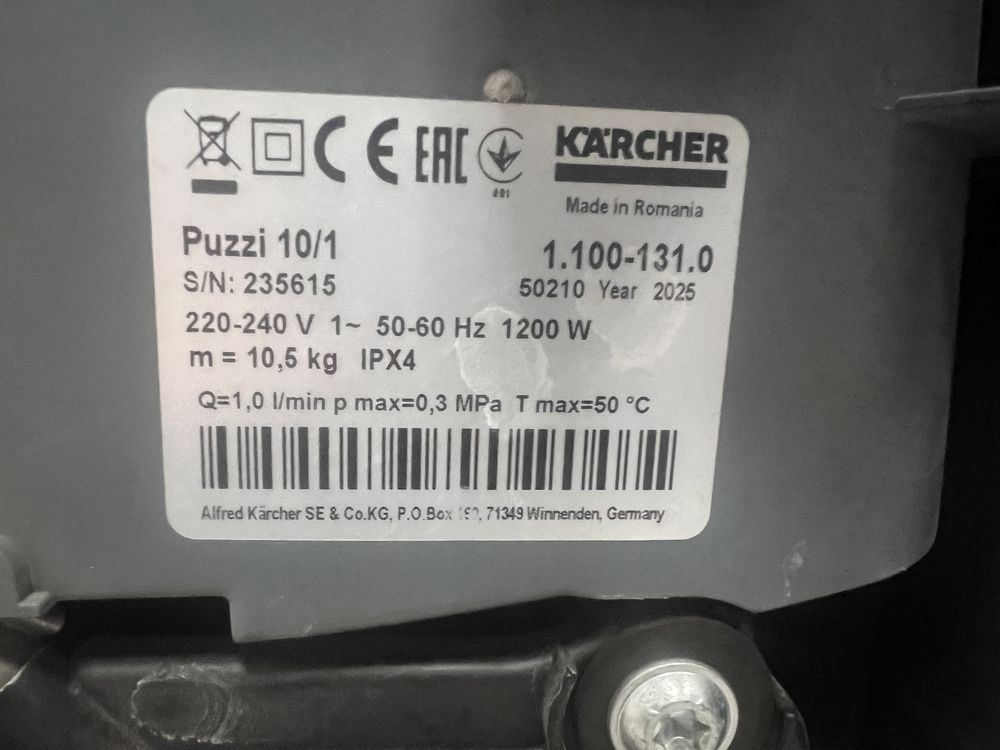 CE EAC KÄRCHER
001
Made in Romania
Puzzi 10/1 1.100-131.0
S/N: 235615 50210 Year 2025
220-240 V 1~ 50-60 Hz 1200 W
m = 10,5 kg IPX4
Q=1,0 l/min p max=0,3 MPa T max=50 °C
Alfred Kärcher SE & Co.KG, P.O.Box 71349 Winnenden, Germany